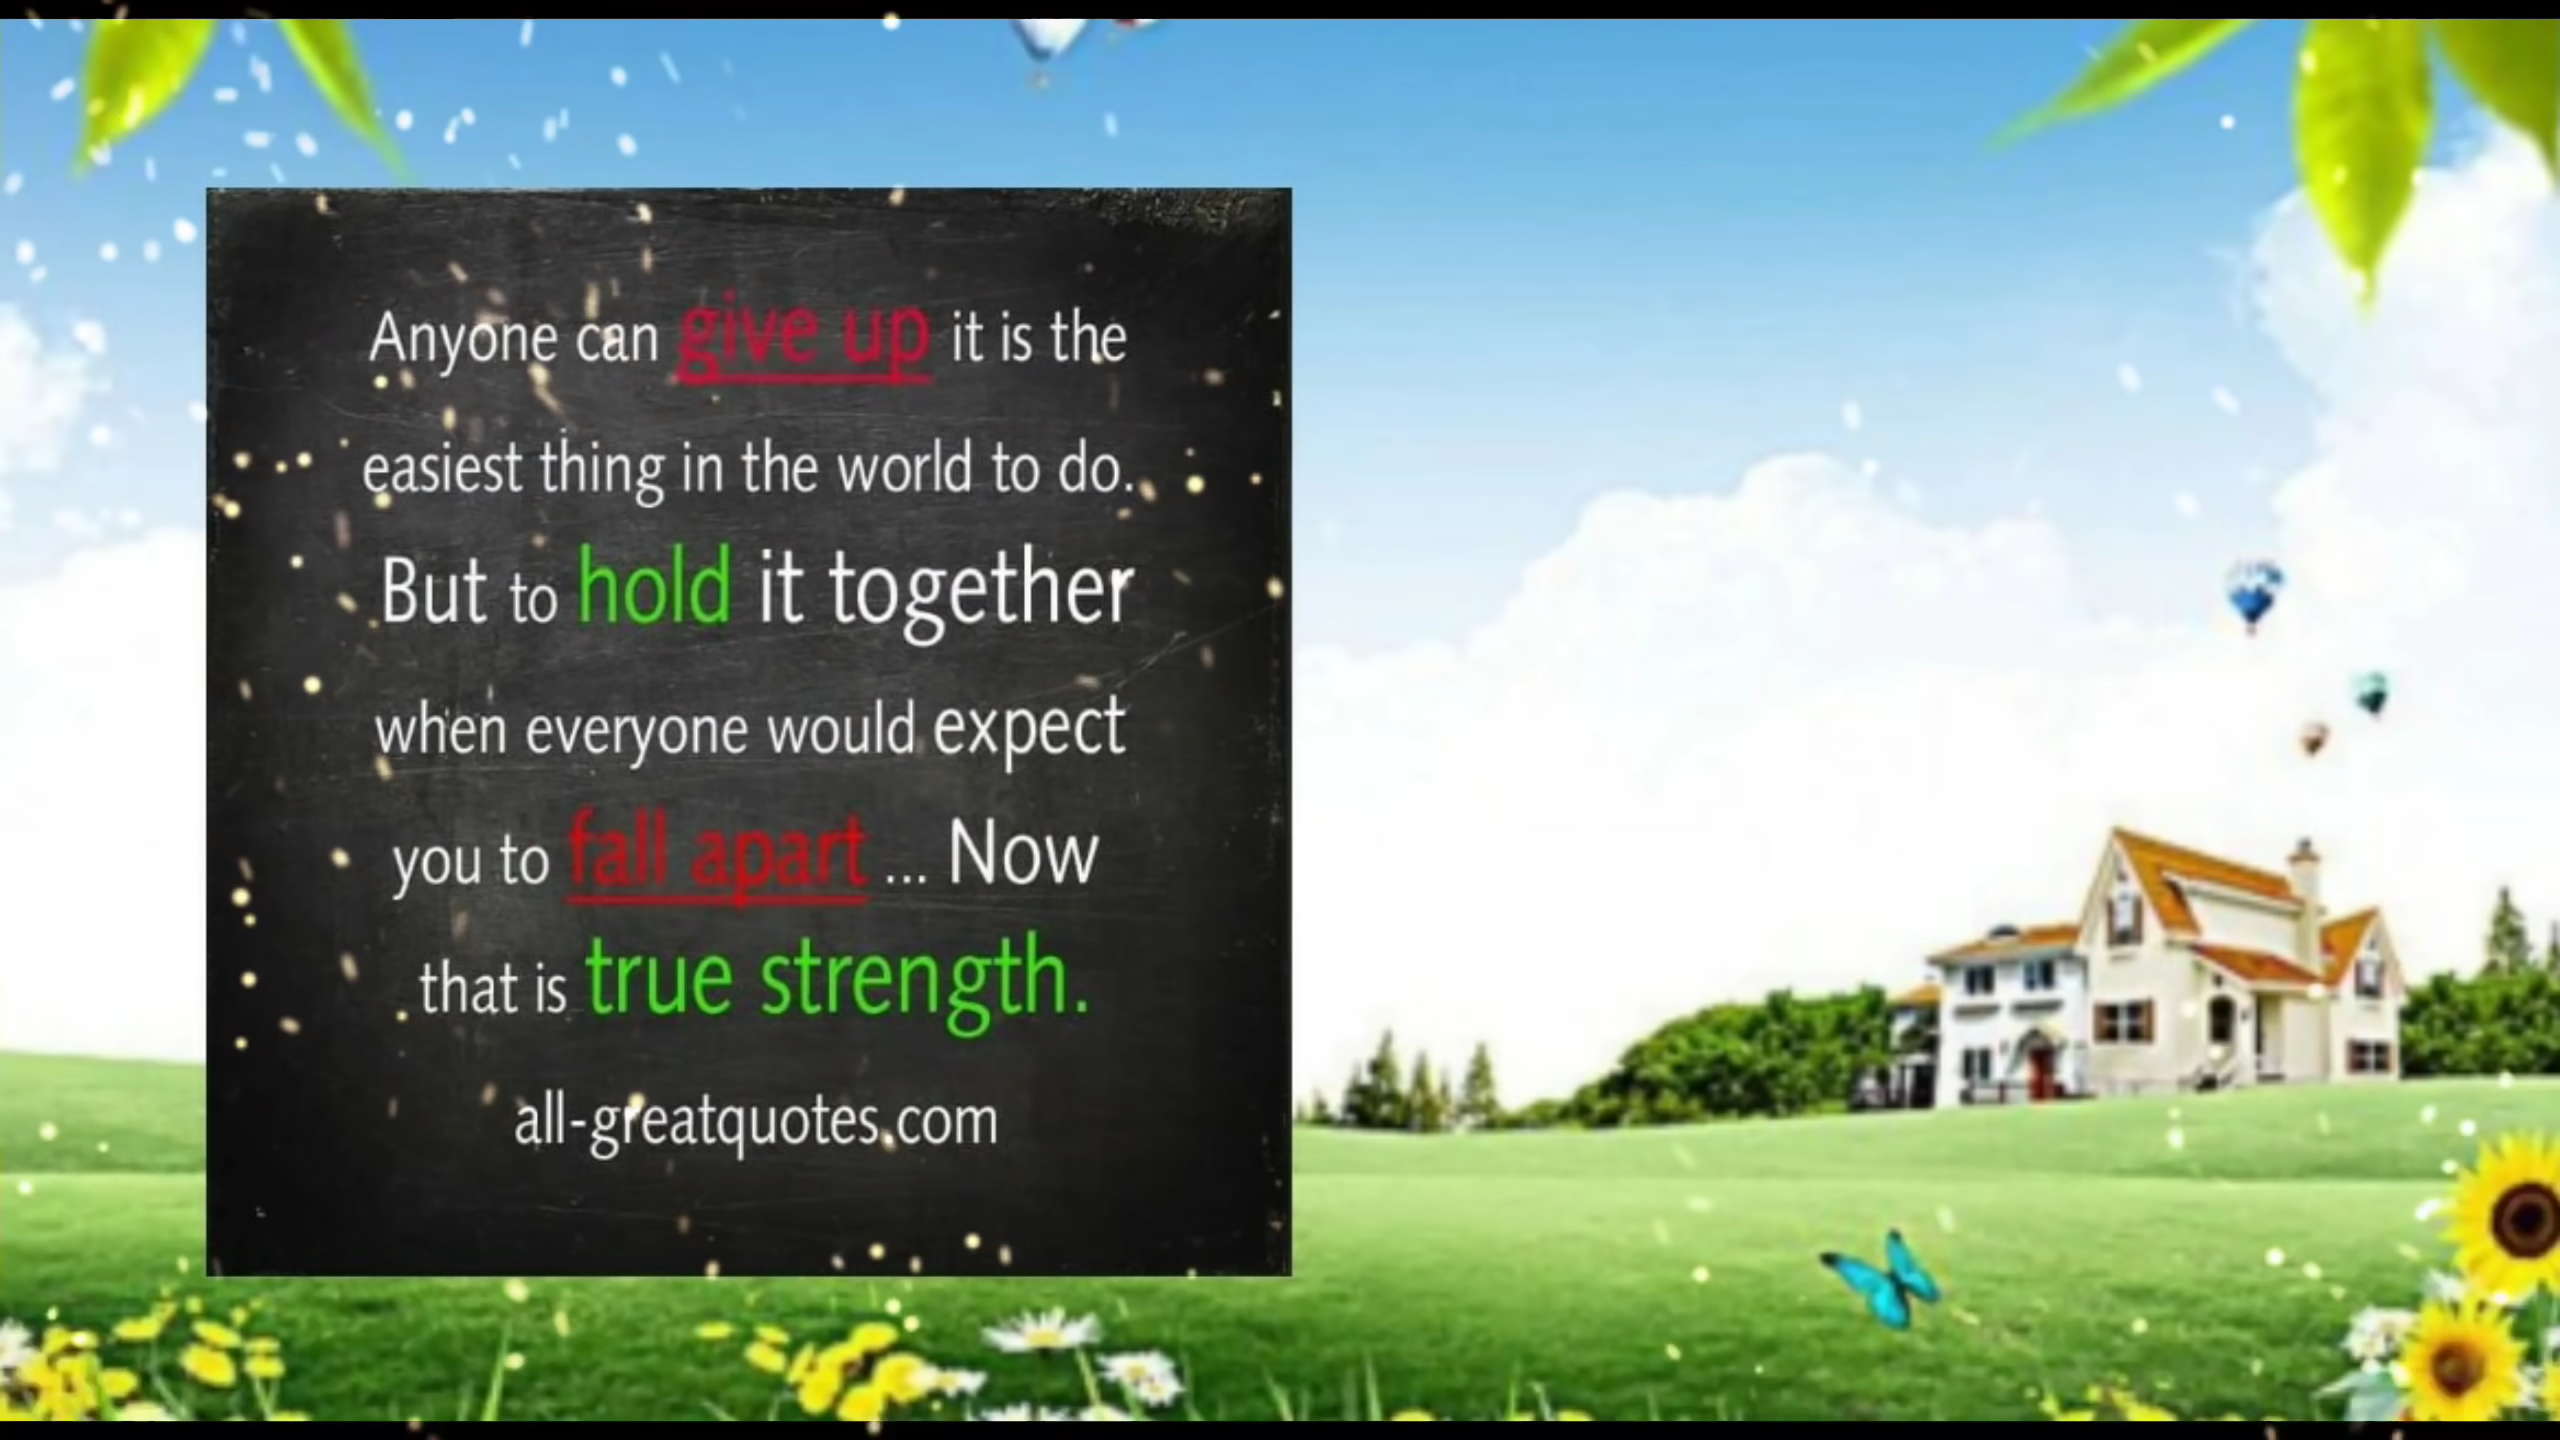 Anyone can give up it is the
easiest thing in the world to do.
But to hold it together
when everyone would expect
you to fall apart ... Now
that is true strength.
all-greatquotes.com